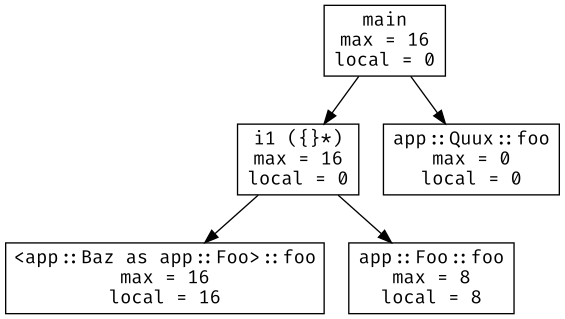 main
max = 16
local = 0
i1 ({}*)
max = 16
local = 0
app::Quux::foo
max = 0
local = 0
<app::Baz as app::Foo>::foo
max = 16
local = 16
app::Foo::foo
max = 8
local = 8